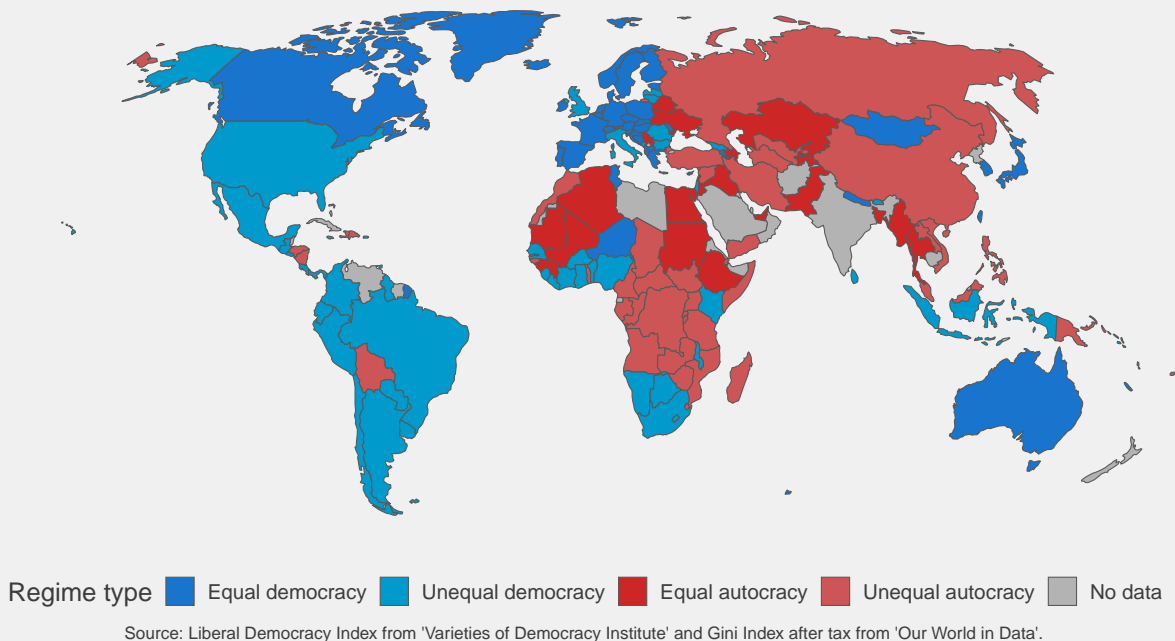 Regime type Equal democracy Unequal democracy Equal autocracy Unequal autocracy No data
Source: Liberal Democracy Index from 'Varieties of Democracy Institute' and Gini Index after tax from 'Our World in Data'.